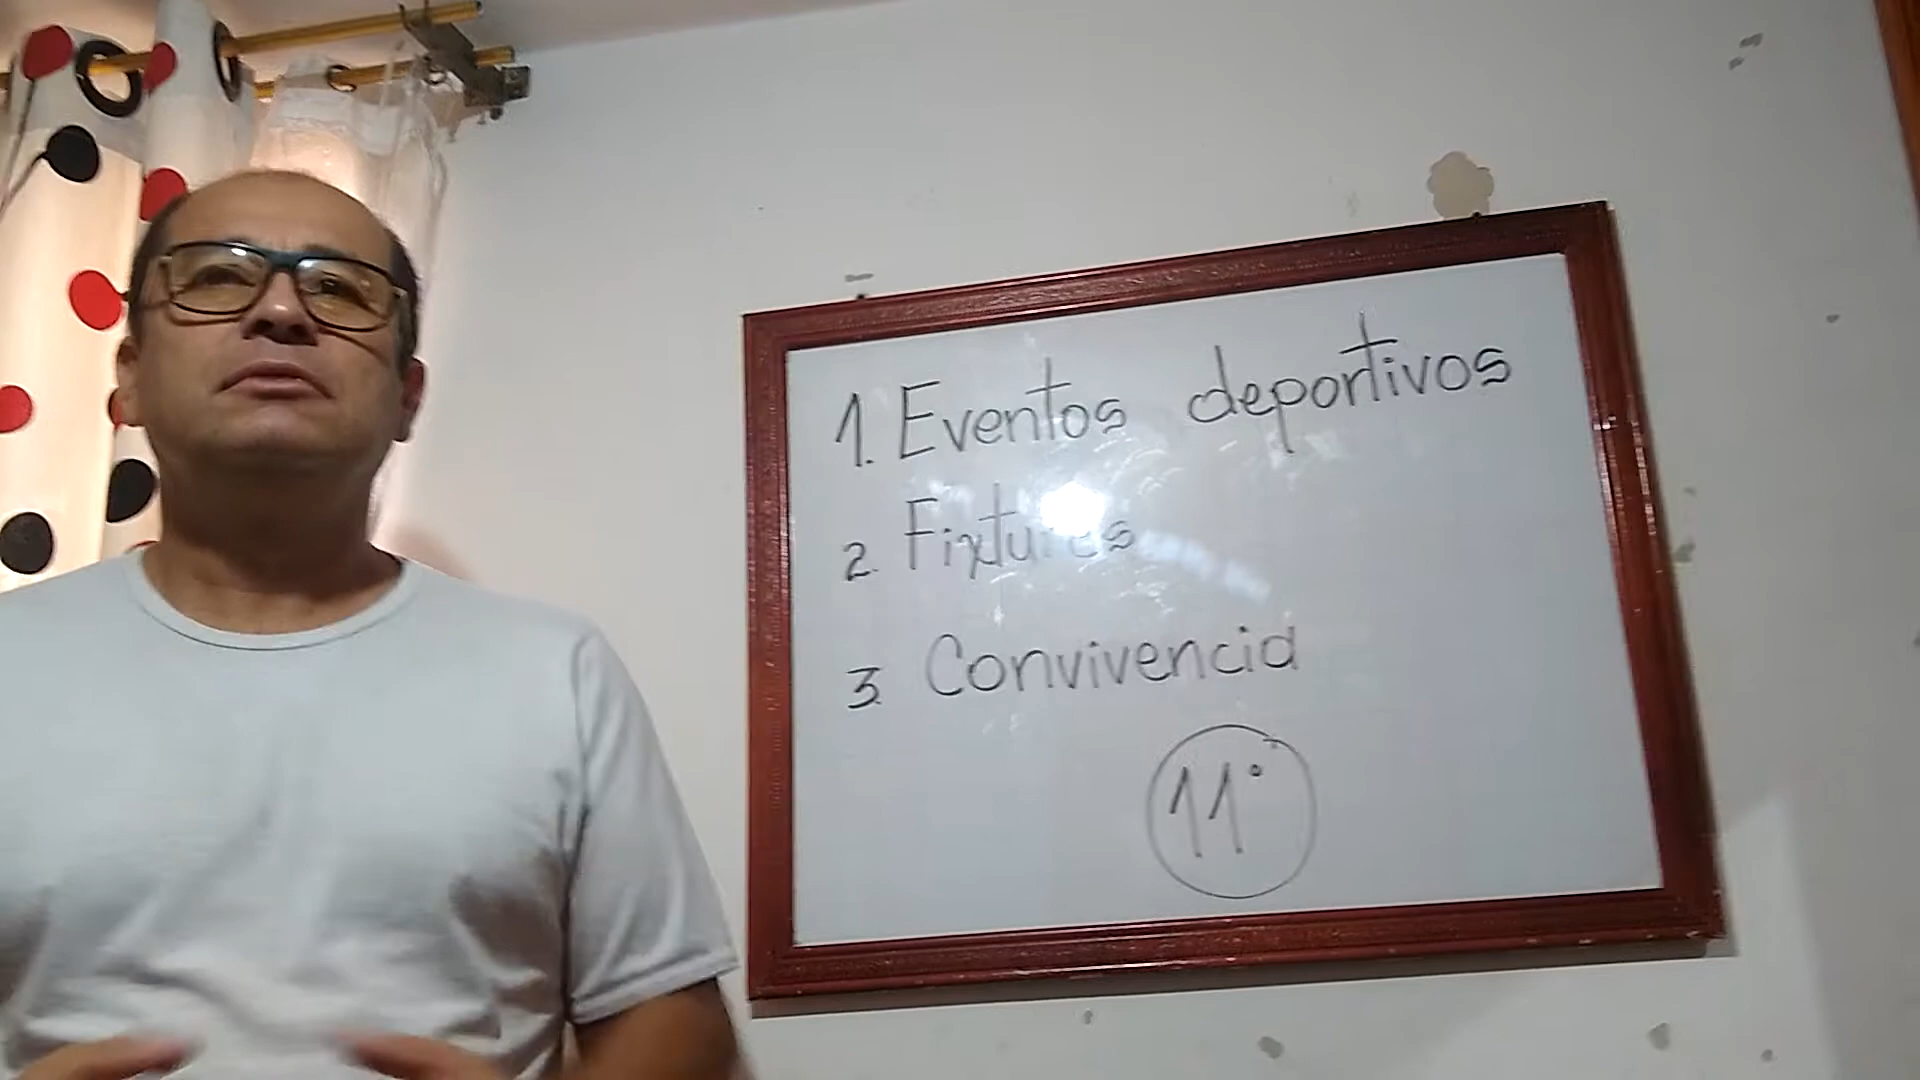 1. Eventos deportivos
2. Fixtures
3. Convivencia
11°